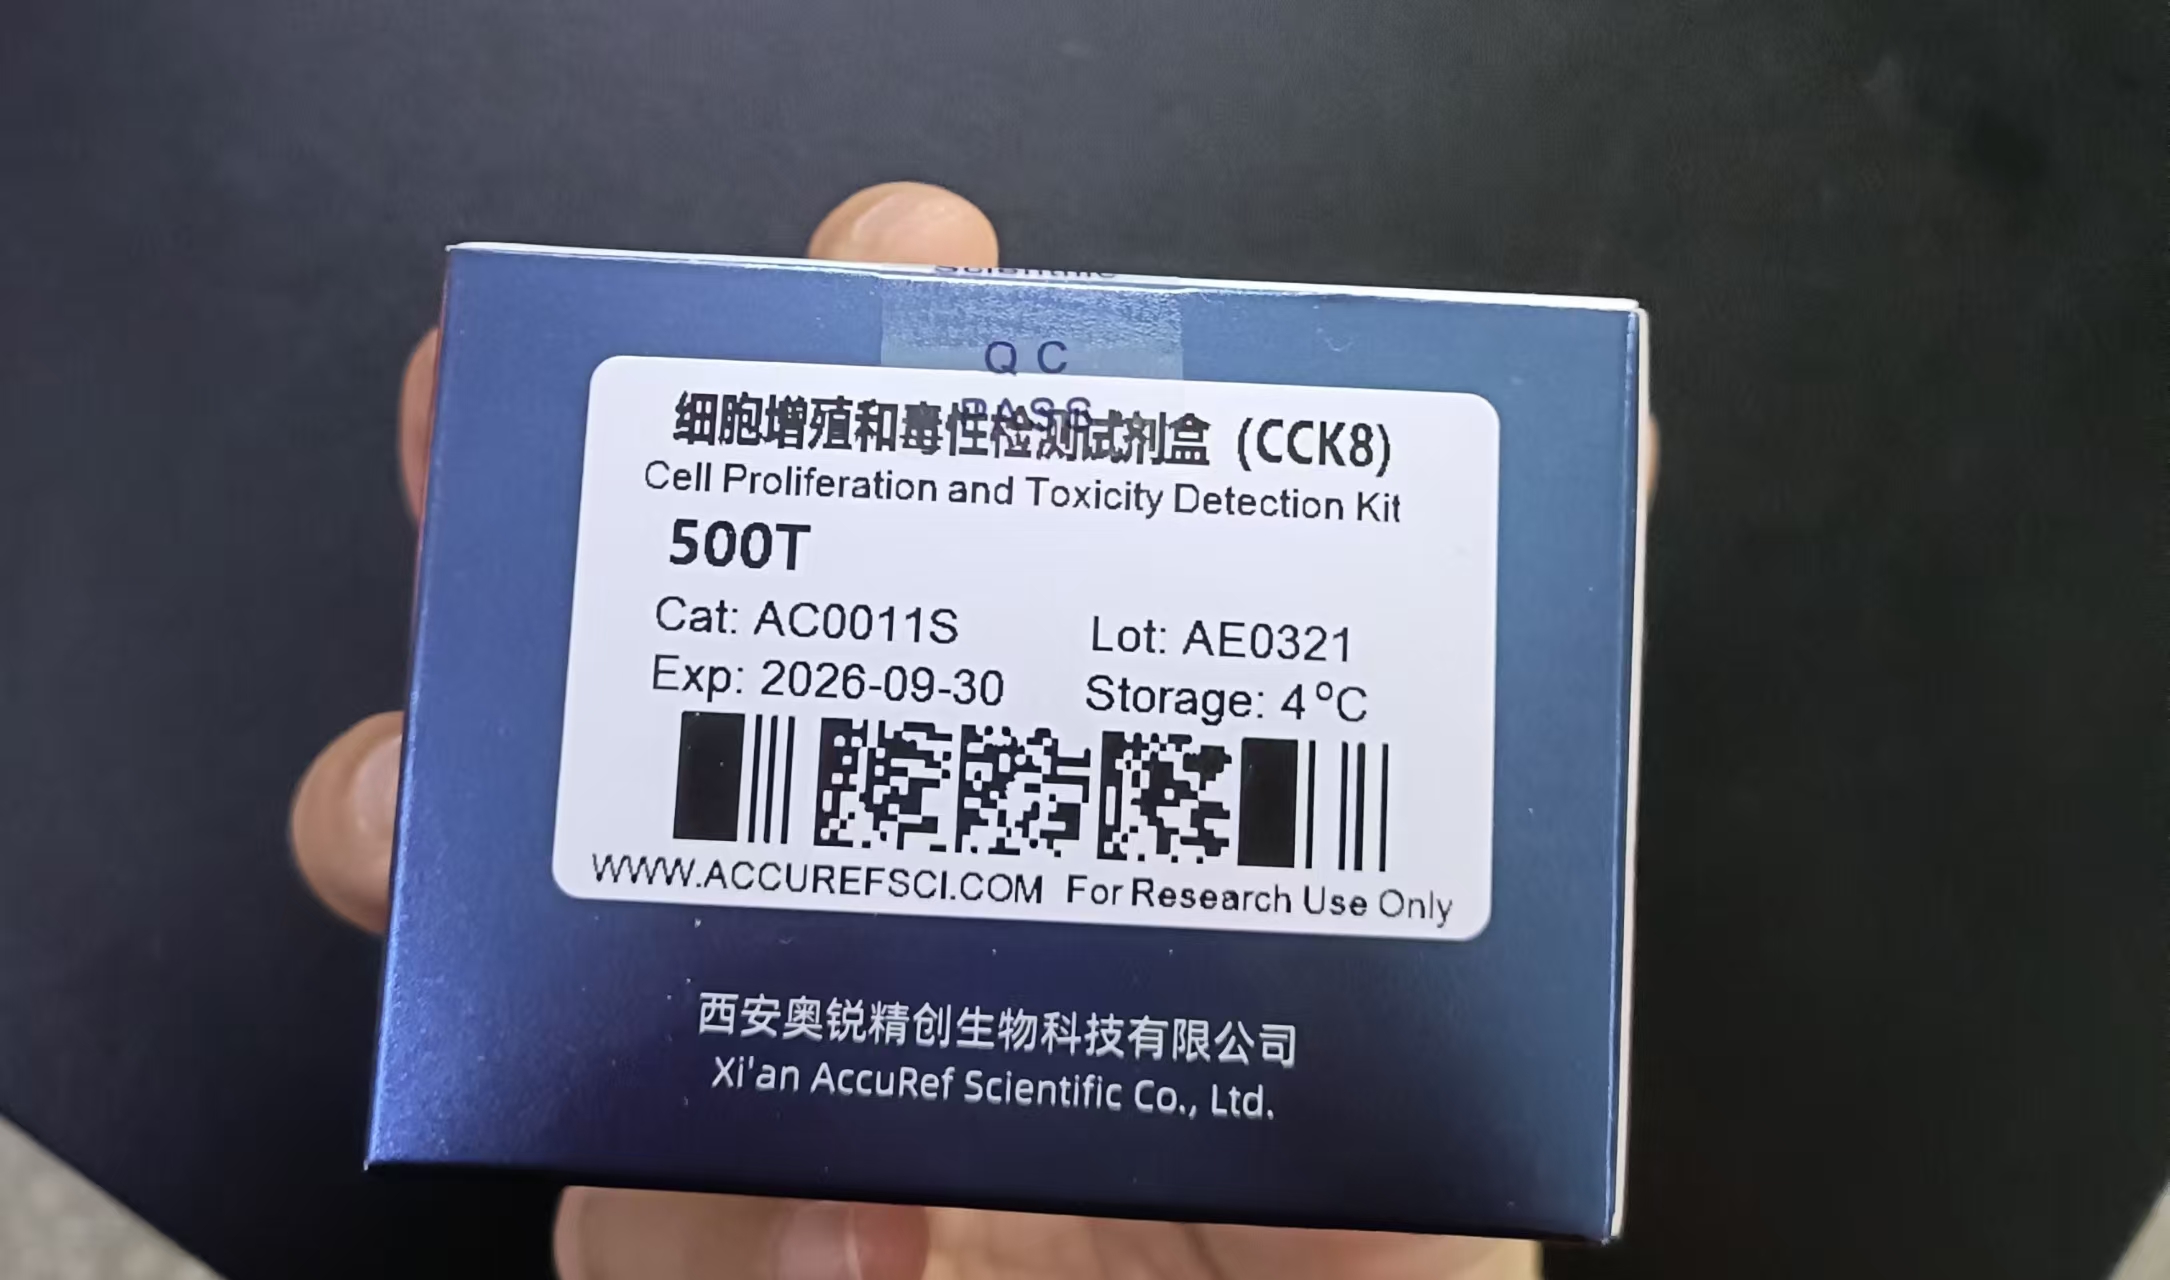 Scientific
QC
PASS
细胞增殖和毒性检测试剂盒 (CCK8)
Cell Proliferation and Toxicity Detection Kit
500T
Cat: AC0011S Lot: AE0321
Exp: 2026-09-30 Storage: 4°C
WWW.ACCUREFSCI.COM For Research Use Only
西安奥锐精创生物科技有限公司
Xi'an AccuRef Scientific Co., Ltd.